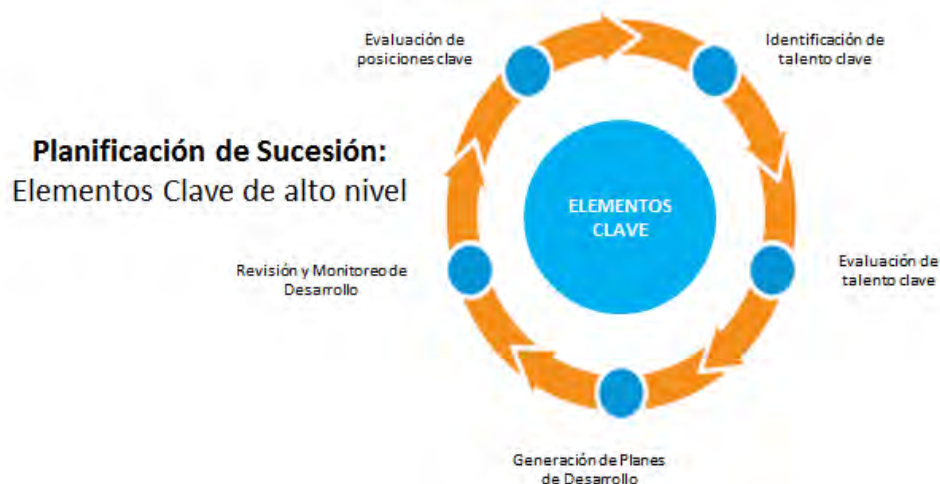 Planificación de Sucesión:
Elementos Clave de alto nivel
Evaluación de
posiciones clave
Identificación de
talento clave
ELEMENTOS
CLAVE
Evaluación de
talento clave
Generación de Planes
de Desarrollo
Revisión y Monitoreo de
Desarrollo